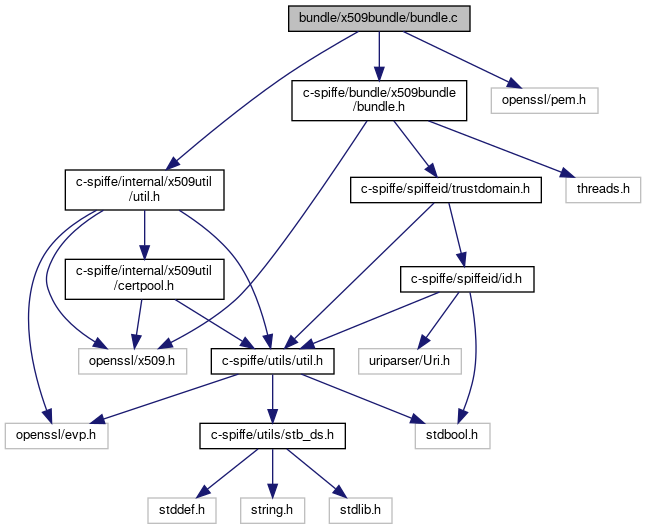 bundle/x509bundle/bundle.c
c-spiffe/bundle/x509bundle
/bundle.h
openssl/pem.h
c-spiffe/internal/x509util
/util.h
c-spiffe/spiffeid/trustdomain.h
threads.h
c-spiffe/internal/x509util
/certpool.h
c-spiffe/spiffeid/id.h
openssl/x509.h
c-spiffe/utils/util.h
uriparser/Uri.h
openssl/evp.h
c-spiffe/utils/stb_ds.h
stdbool.h
stddef.h
string.h
stdlib.h